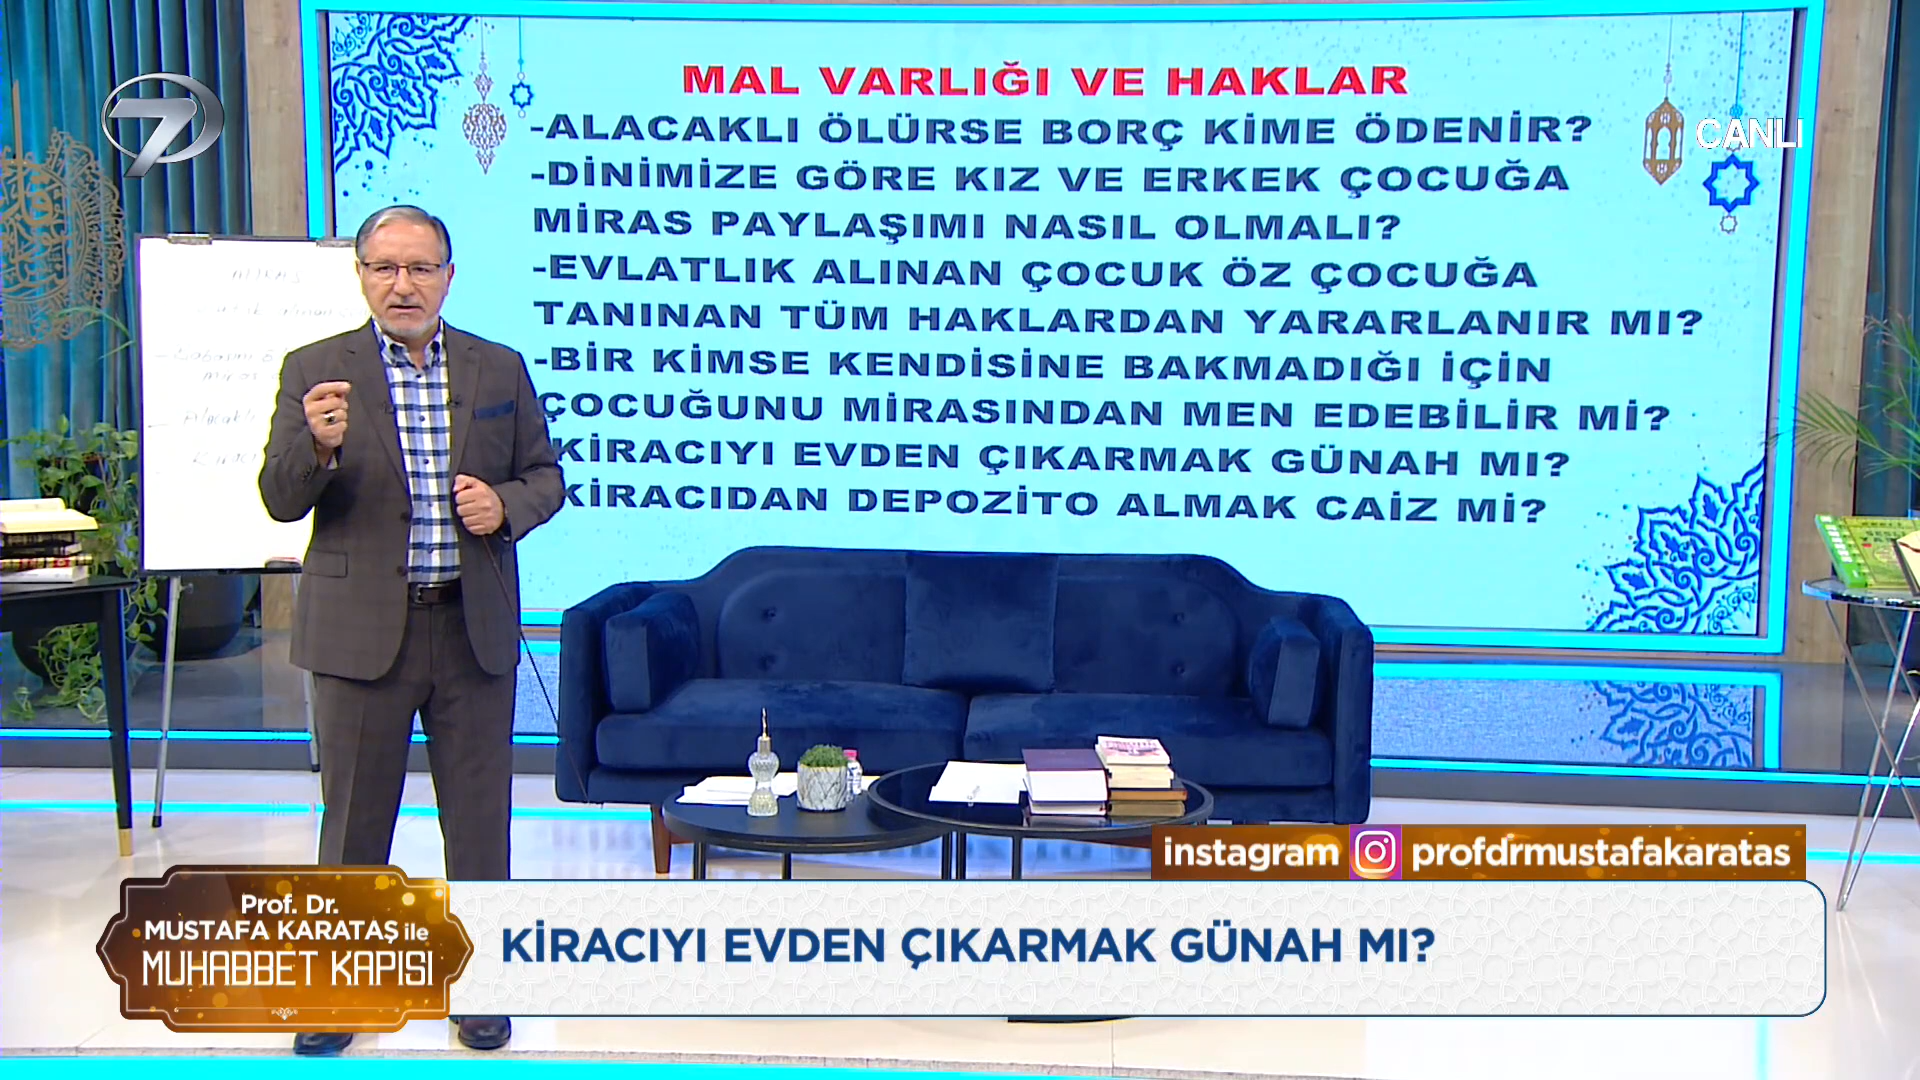 7
CANLI
MAL VARLIĞI VE HAKLAR
-ALACAKLI ÖLÜRSE BORÇ KİME ÖDENİR?
-DİNİMİZE GÖRE KIZ VE ERKEK ÇOCUĞA
MİRAS PAYLAŞIMI NASIL OLMALI?
-EVLATLIK ALINAN ÇOCUK ÖZ ÇOCUĞA
TANINAN TÜM HAKLARDAN YARARLANIR MI?
-BİR KİMSE KENDİSİNE BAKMADIĞI İÇİN
ÇOCUĞUNU MİRASINDAN MEN EDEBİLİR Mİ?
KİRACIYI EVDEN ÇIKARMAK GÜNAH MI?
KİRACIDAN DEPOZİTO ALMAK CAİZ Mİ?
instagram profdrmustafakaratas
Prof. Dr.
MUSTAFA KARATAŞ ile
MUHABBET KAPISI
KİRACIYI EVDEN ÇIKARMAK GÜNAH MI?